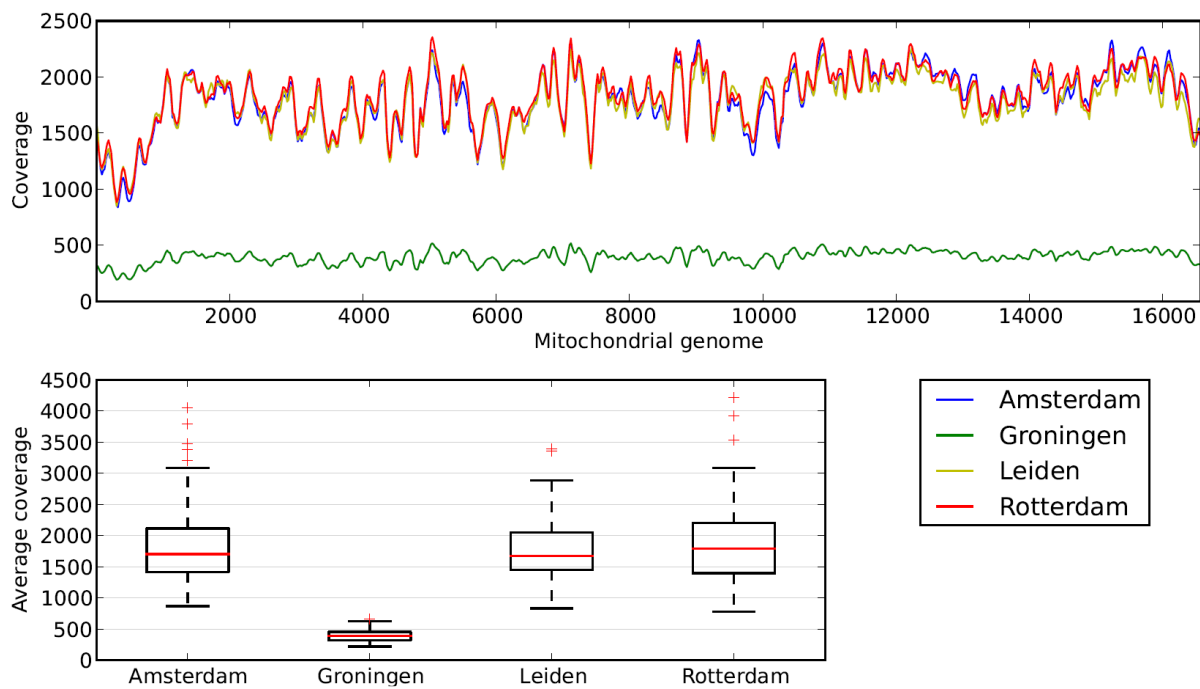 2500
2000
1500
1000
500
0
Coverage
2000 4000 6000 8000 10000 12000 14000 16000
Mitochondrial genome
4500
4000
3500
3000
2500
2000
1500
1000
500
0
Average coverage
Amsterdam Groningen Leiden Rotterdam
Amsterdam
Groningen
Leiden
Rotterdam